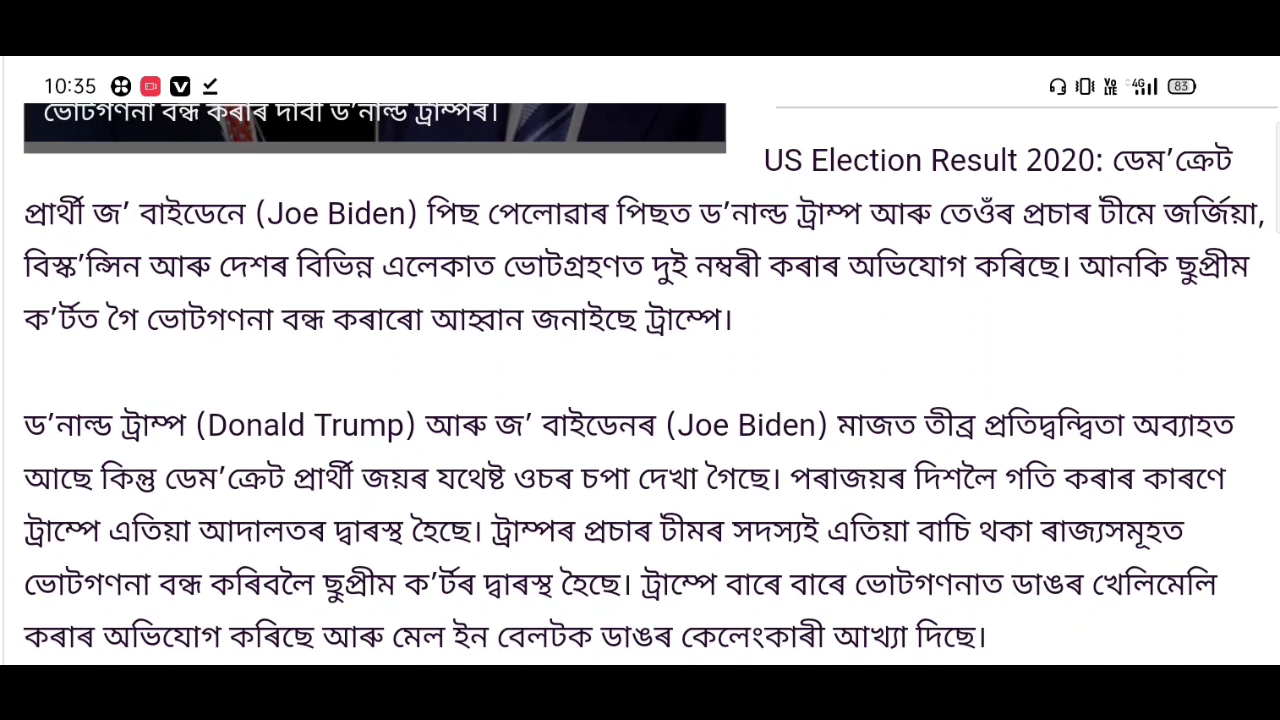 10:35
4G
83
ভোটগণনা বন্ধ কৰাৰ দাবী ড’নাল্ড ট্ৰাম্পৰ।
US Election Result 2020: ডেম’ক্ৰেট
প্ৰাৰ্থী জ’ বাইডেনে (Joe Biden) পিছ পেলোৱাৰ পিছত ড’নাল্ড ট্ৰাম্প আৰু তেওঁৰ প্ৰচাৰ টীমে জৰ্জিয়া,
বিস্ক’ন্সিন আৰু দেশৰ বিভিন্ন এলেকাত ভোটগ্ৰহণত দুই নম্বৰী কৰাৰ অভিযোগ কৰিছে। আনকি ছুপ্ৰীম
ক’ৰ্টত গৈ ভোটগণনা বন্ধ কৰাৰো আহ্বান জনাইছে ট্ৰাম্পে।
ড’নাল্ড ট্ৰাম্প (Donald Trump) আৰু জ’ বাইডেনৰ (Joe Biden) মাজত তীব্ৰ প্ৰতিদ্বন্দ্বিতা অব্যাহত
আছে কিন্তু ডেম’ক্ৰেট প্ৰাৰ্থী জয়ৰ যথেষ্ট ওচৰ চপা দেখা গৈছে। পৰাজয়ৰ দিশলৈ গতি কৰাৰ কাৰণে
ট্ৰাম্পে এতিয়া আদালতৰ দ্বাৰস্থ হৈছে। ট্ৰাম্পৰ প্ৰচাৰ টীমৰ সদস্যই এতিয়া বাচি থকা ৰাজ্যসমূহত
ভোটগণনা বন্ধ কৰিবলৈ ছুপ্ৰীম ক’ৰ্টৰ দ্বাৰস্থ হৈছে। ট্ৰাম্পে বাৰে বাৰে ভোটগণনাত ডাঙৰ খেলিমেলি
কৰাৰ অভিযোগ কৰিছে আৰু মেল ইন বেলটক ডাঙৰ কেলেংকাৰী আখ্যা দিছে।